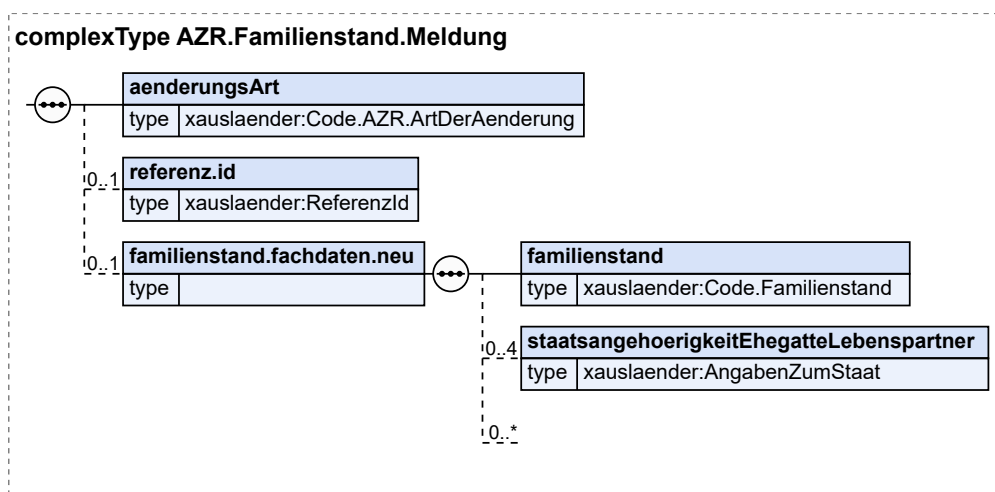 complexType AZR.Familienstand.Meldung
aenderungsArt
type xauslaender:Code.AZR.ArtDerAenderung
0..1
referenz.id
type xauslaender:ReferenzId
0..1
familienstand.fachdaten.neu
type
familienstand
type xauslaender:Code.Familienstand
0..4
staatsangehoerigkeitEhegatteLebenspartner
type xauslaender:AngabenZumStaat
0..*